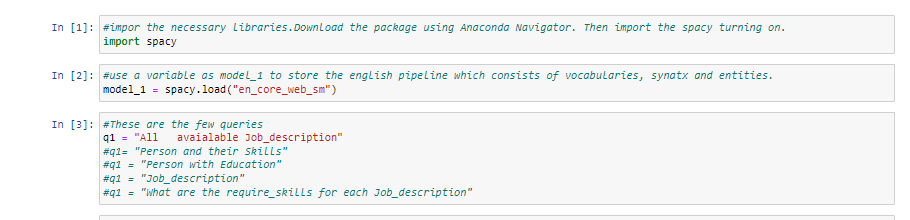 In [1]: #impor the necessary libraries.Download the package using Anaconda Navigator. Then import the spacy turning on.
import spacy
In [2]: #use a variable as model_1 to store the english pipeline which consists of vocabularies, synatx and entities.
model_1 = spacy.load("en_core_web_sm")
In [3]: #These are the few queries
q1 = "All   avaialable Job_description"
#q1= "Person and their Skills"
#q1 = "Person with Education"
#q1 = "Job_description"
#q1 = "What are the require_skills for each Job_description"